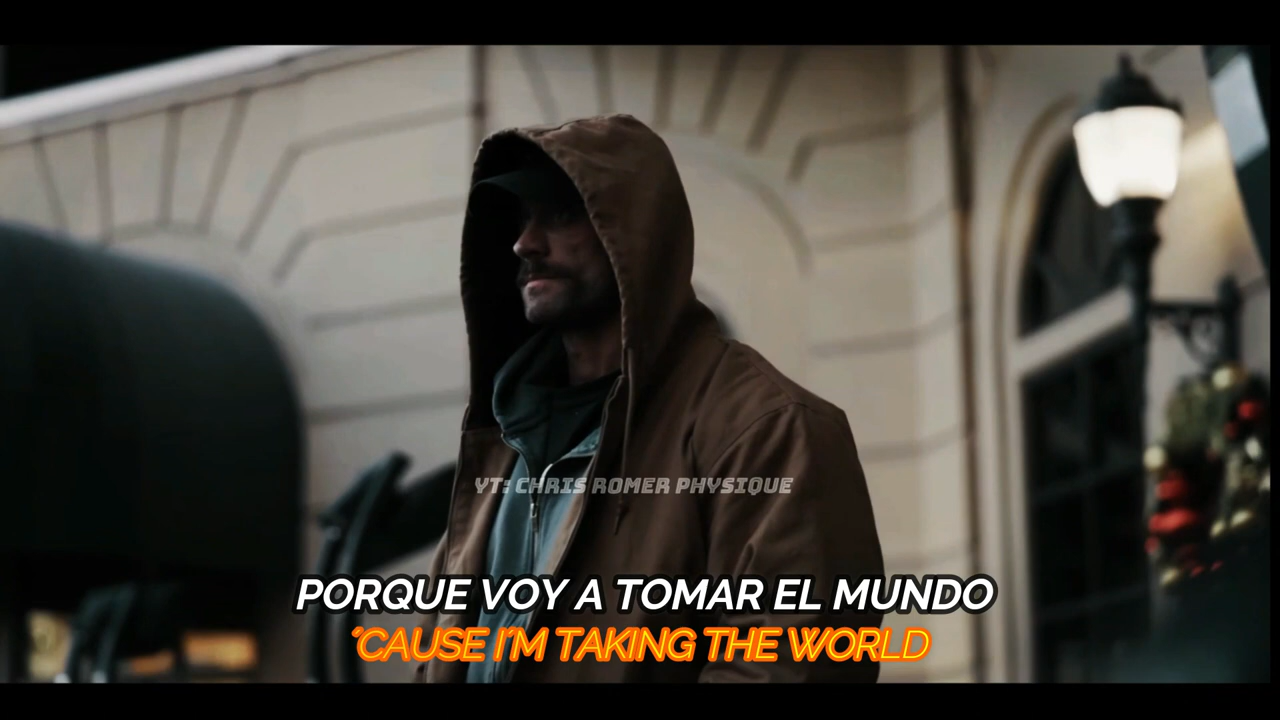 YT: CHRIS ROMER PHYSIQUE
PORQUE VOY A TOMAR EL MUNDO
'CAUSE I'M TAKING THE WORLD